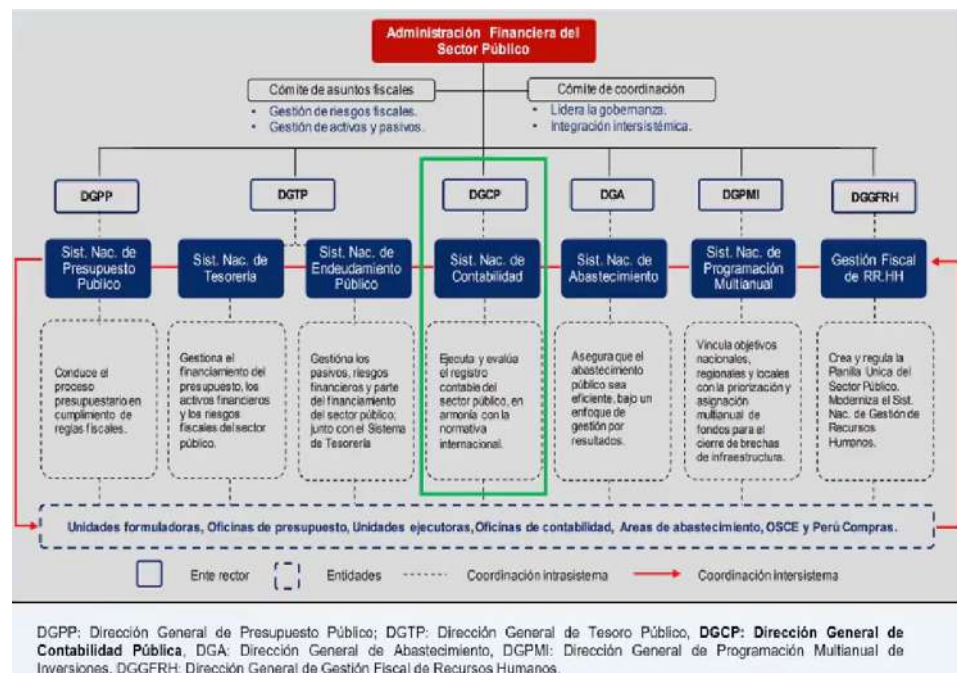 Administración Financiera del
Sector Público
Cómite de asuntos fiscales
• Gestión de riesgos fiscales.
• Gestión de activos y pasivos.
Cómite de coordinación
• Lidera la gobernanza.
• Integración intersistémica.
DGPP
DGTP
DGCP
DGA
DGPMI
DGGFRH
Sist. Nac. de
Presupuesto
Publico
Sist. Nac. de
Tesorería
Sist. Nac. de
Endeudamiento
Público
Sist. Nac. de
Contabilidad
Sist. Nac. de
Abastecimiento
Sist. Nac. de
Programación
Multianual
Gestión Fiscal
de RR.HH
Conduce el
proceso
presupuestario en
cumplimiento de
reglas fiscales.
Gestiona el
financiamiento del
presupuesto, los
activos financieros
y los riesgos
fiscales del sector
público.
Gestióna los
pasivos, riesgos
financieros y parte
del financiamiento
del sector público;
junto con el Sistema
de Tesorería
Ejecuta y evalúa
el registro
contable del
sector público, en
armonía con la
normativa
internacional.
Asegura que el
abastecimiento
público sea
eficiente, bajo un
enfoque de
gestión por
resultados.
Vincula objetivos
nacionales,
regionales y locales
con la priorización y
asignación
multianual de
fondos para el
cierre de brechas
de infraestructura.
Crea y regula la
Planilla Única del
Sector Público.
Moderniza el Sist.
Nac. de Gestión de
Recursos
Humanos.
Unidades formuladoras, Oficinas de presupuesto, Unidades ejecutoras, Oficinas de contabilidad, Areas de abastecimiento, OSCE y Perú Compras.
Ente rector
Entidades
Coordinación intrasistema
Coordinación intersistema
DGPP: Dirección General de Presupuesto Público; DGTP: Dirección General de Tesoro Público, DGCP: Dirección General de
Contabilidad Pública, DGA: Dirección General de Abastecimiento, DGPMI: Dirección General de Programación Multianual de
Inversiones, DGGFRH: Dirección General de Gestión Fiscal de Recursos Humanos.